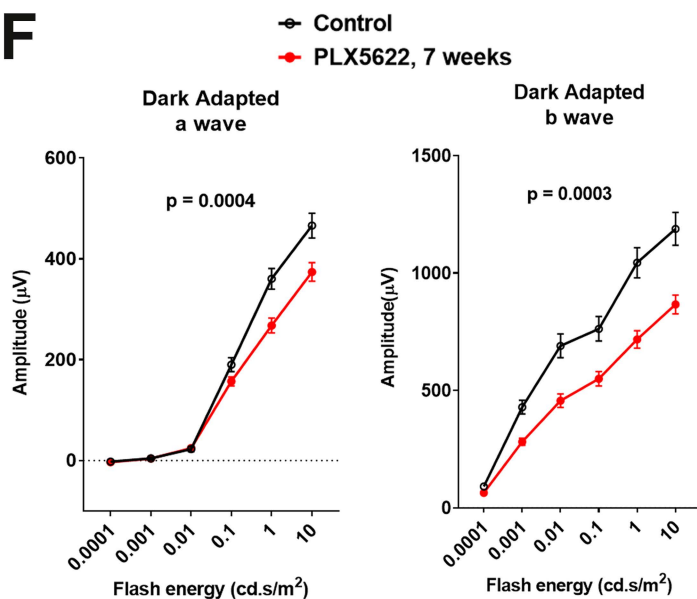 F
Control
PLX5622, 7 weeks
Dark Adapted
a wave
600
400
200
0
p = 0.0004
Amplitude (μV)
0.0001
0.001
0.01
0.1
1
10
Flash energy (cd.s/m²)
Dark Adapted
b wave
1500
1000
500
0
p = 0.0003
Amplitude(μV)
0.0001
0.001
0.01
0.1
1
10
Flash energy (cd.s/m²)